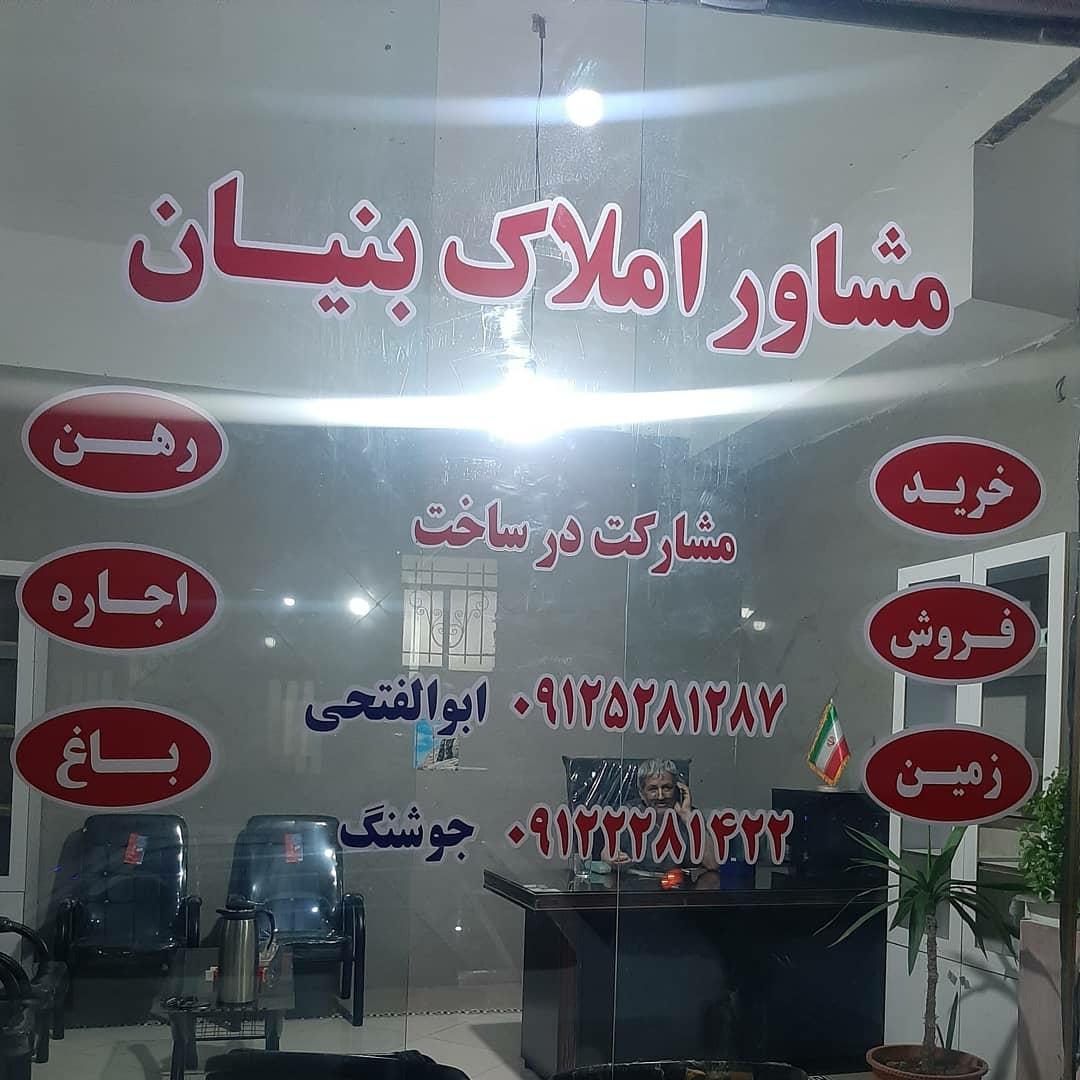 مشاور املاک بنیان
خرید
فروش
زمین
رهن
اجاره
باغ
مشارکت در ساخت
۰۹۱۲۵۲۸۱۲۸۷ ابوالفتحی
۰۹۱۲۲۲۸۱۴۲۲ جوشنگ